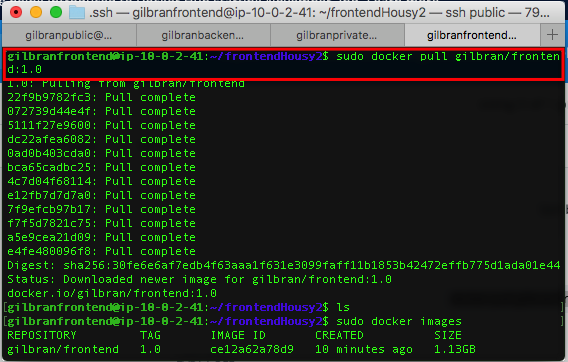 .ssh — gilbranfrontend@ip-10-0-2-41: ~/frontendHousy2 — ssh public — 79...
gilbranpublic@... gilbranbacken... gilbranprivate... gilbranfrontend... +
gilbranfrontend@ip-10-0-2-41:~/frontendHousy2$ sudo docker pull gilbran/fronten
d:1.0
1.0: Pulling from gilbran/frontend
22f9b9782fc3: Pull complete
072739d44e4f: Pull complete
5111f27e9600: Pull complete
dc22afea6082: Pull complete
0ad0b403cda0: Pull complete
bca65cadbc25: Pull complete
4c7d04f68114: Pull complete
e12fb7d7d7a0: Pull complete
7f9efcb97b17: Pull complete
f7f5d7821c75: Pull complete
a5e9cea21d09: Pull complete
e4fe480096f8: Pull complete
Digest: sha256:30fe6e6af7edb4f63aaa1f631e3099faff11b1853b42472effb775d1ada01e44
Status: Downloaded newer image for gilbran/frontend:1.0
docker.io/gilbran/frontend:1.0
[gilbranfrontend@ip-10-0-2-41:~/frontendHousy2$ ls ]
[gilbranfrontend@ip-10-0-2-41:~/frontendHousy2$ sudo docker images ]
REPOSITORY TAG IMAGE ID CREATED SIZE
gilbran/frontend 1.0 ce12a62a78d9 10 minutes ago 1.13GB